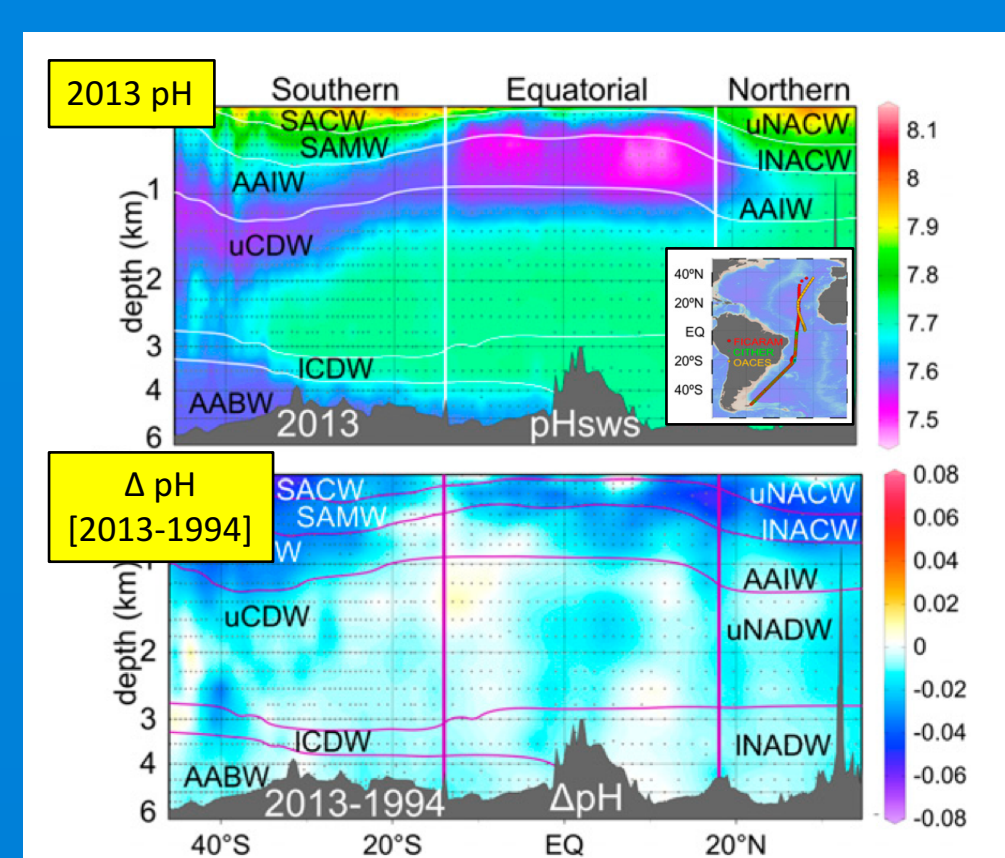 2013 pH
Southern Equatorial Northern
SACW
SAMW
AAIW
uCDW
lCDW
AABW
uNACW
lNACW
AAIW
2013 pHsws
depth (km)
1
2
3
4
6
8.1
8
7.9
7.8
7.7
7.6
7.5
40°N
20°N
EQ
20°S
40°S
FICARAM
CITHER
OACES
Δ pH
[2013-1994]
SACW
SAMW
W
uCDW
lCDW
AABW
uNACW
lNACW
AAIW
uNADW
lNADW
2013-1994 ΔpH
depth (km)
2
3
4
6
0.08
0.06
0.04
0.02
0
-0.02
-0.04
-0.06
-0.08
40°S 20°S EQ 20°N